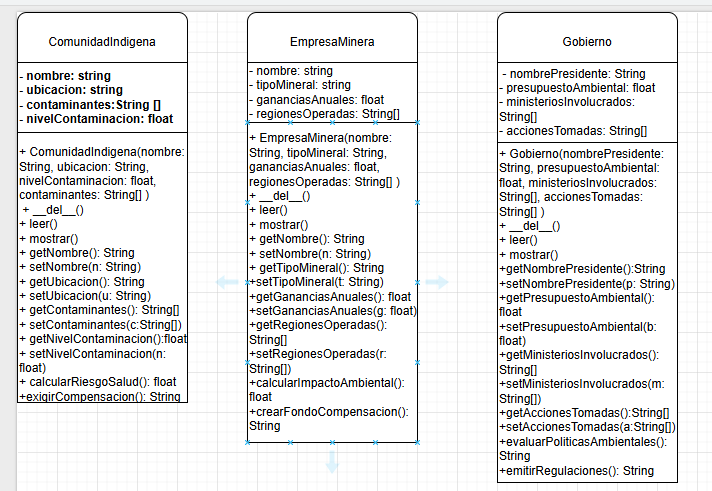 ComunidadIndigena
- nombre: string
- ubicacion: string
- contaminantes:String []
- nivelContaminacion: float
+ ComunidadIndigena(nombre:
String, ubicacion: String,
nivelContaminacion: float,
contaminantes: String[] )
+ __del__()
+ leer()
+ mostrar()
+ getNombre(): String
+ setNombre(n: String)
+ getUbicacion(): String
+ setUbicacion(u: String)
+ getContaminantes(): String[]
+ setContaminantes(c:String[])
+ getNivelContaminacion():float
+ setNivelContaminacion(n:
float)
+ calcularRiesgoSalud(): float
+exigirCompensacion(): String
EmpresaMinera
- nombre: string
- tipoMineral: string
- gananciasAnuales: float
- regionesOperadas: String[]
+ EmpresaMinera(nombre:
String, tipoMineral: String,
gananciasAnuales: float,
regionesOperadas: String[] )
+ __del__()
+ leer()
+ mostrar()
+ getNombre(): String
+ setNombre(n: String)
+ getTipoMineral(): String
+setTipoMineral(t: String)
+getGananciasAnuales(): float
+setGananciasAnuales(g: float)
+getRegionesOperadas():
String[]
+setRegionesOperadas(r:
String[])
+calcularImpactoAmbiental():
float
+crearFondoCompensacion():
String
Gobierno
- nombrePresidente: String
- presupuestoAmbiental: float
- ministeriosInvolucrados:
String[]
- accionesTomadas: String[]
+ Gobierno(nombrePresidente:
String, presupuestoAmbiental:
float, ministeriosInvolucrados:
String[], accionesTomadas:
String[] )
+ __del__()
+ leer()
+ mostrar()
+getNombrePresidente():String
+setNombrePresidente(p: String)
+getPresupuestoAmbiental():
float
+setPresupuestoAmbiental(b:
float)
+getMinisteriosInvolucrados():
String[]
+setMinisteriosInvolucrados(m:
String[])
+getAccionesTomadas():String[]
+setAccionesTomadas(a:String[])
+evaluarPoliticasAmbientales():
String
+emitirRegulaciones(): String